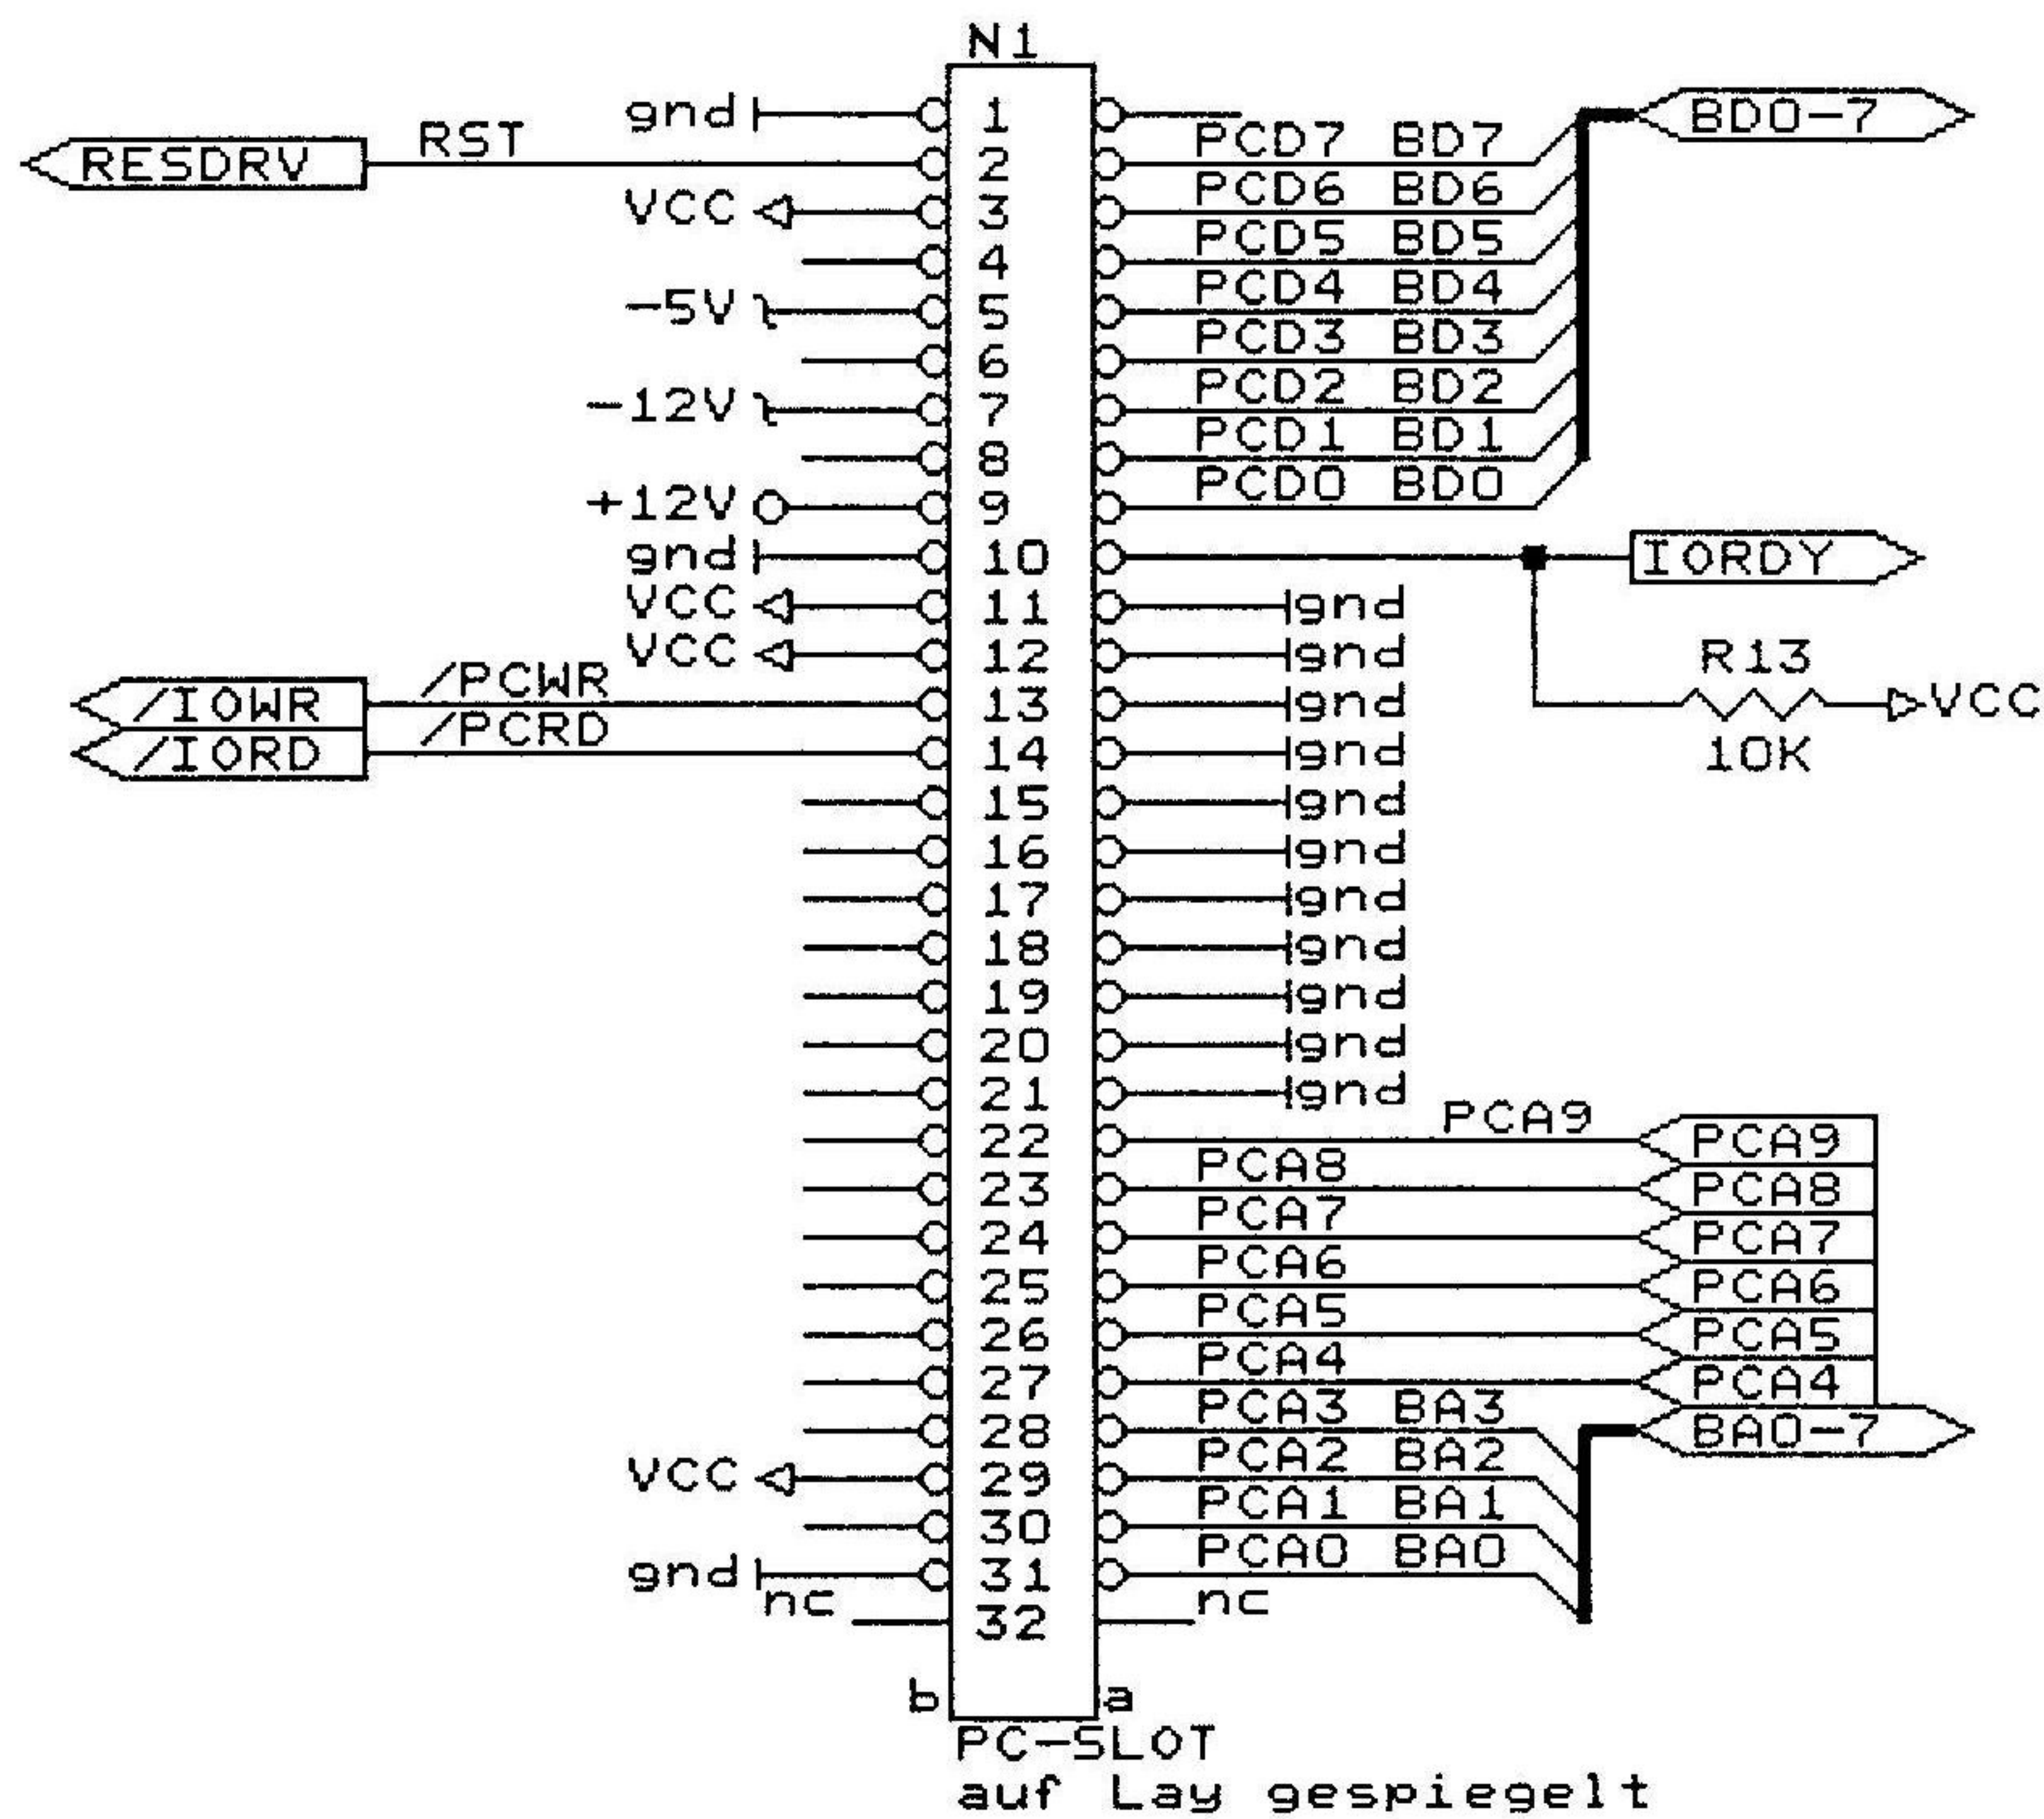 N1
gnd 1 BD0-7
RESDRV RST 2 PCD7 BD7
VCC 3 PCD6 BD6
4 PCD5 BD5
-5V 5 PCD4 BD4
6 PCD3 BD3
-12V 7 PCD2 BD2
8 PCD1 BD1
+12V 9 PCD0 BD0
gnd 10 IORDY
VCC 11 gnd
VCC 12 gnd R13
/IOWR /PCWR 13 gnd VCC
/IORD /PCRD 14 gnd 10K
15 gnd
16 gnd
17 gnd
18 gnd
19 gnd
20 gnd
21 gnd
22 PCA9 PCA9
23 PCA8 PCA8
24 PCA7 PCA7
25 PCA6 PCA6
26 PCA5 PCA5
27 PCA4 PCA4
28 PCA3 BA3 BA0-7
VCC 29 PCA2 BA2
30 PCA1 BA1
gnd 31 PCA0 BA0
nc 32 nc
b a
PC-SLOT
auf Lay gespiegelt